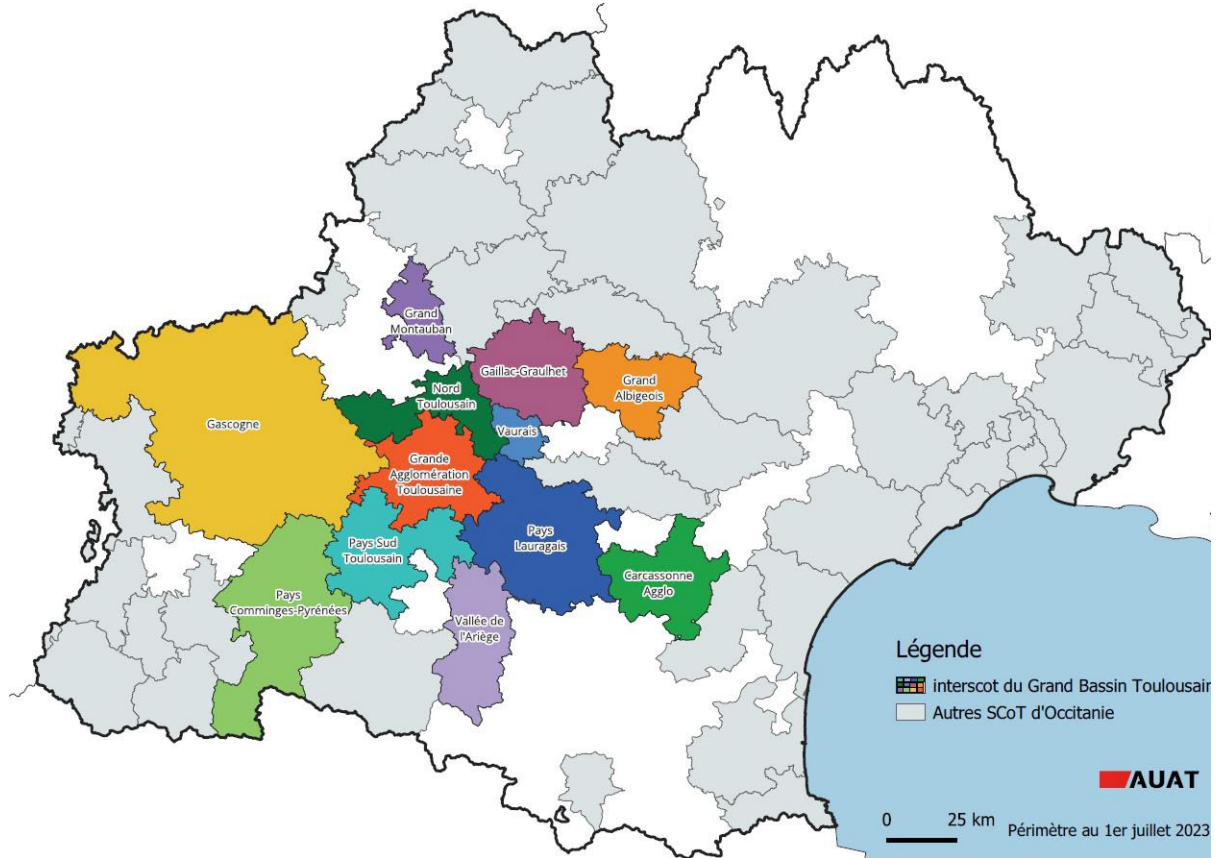 Grand
Montauban
Gaillac-Graulhet
Grand
Albigeois
Nord
Toulousain
Vaurais
Gascogne
Grande
Agglomération
Toulousaine
Pays Sud
Toulousain
Pays
Lauragais
Carcassonne
Agglo
Pays
Comminges-Pyrénées
Vallée de
l'Ariège
Légende
interscot du Grand Bassin Toulousain
Autres SCoT d'Occitanie
AUAT
0 25 km
Périmètre au 1er juillet 2023